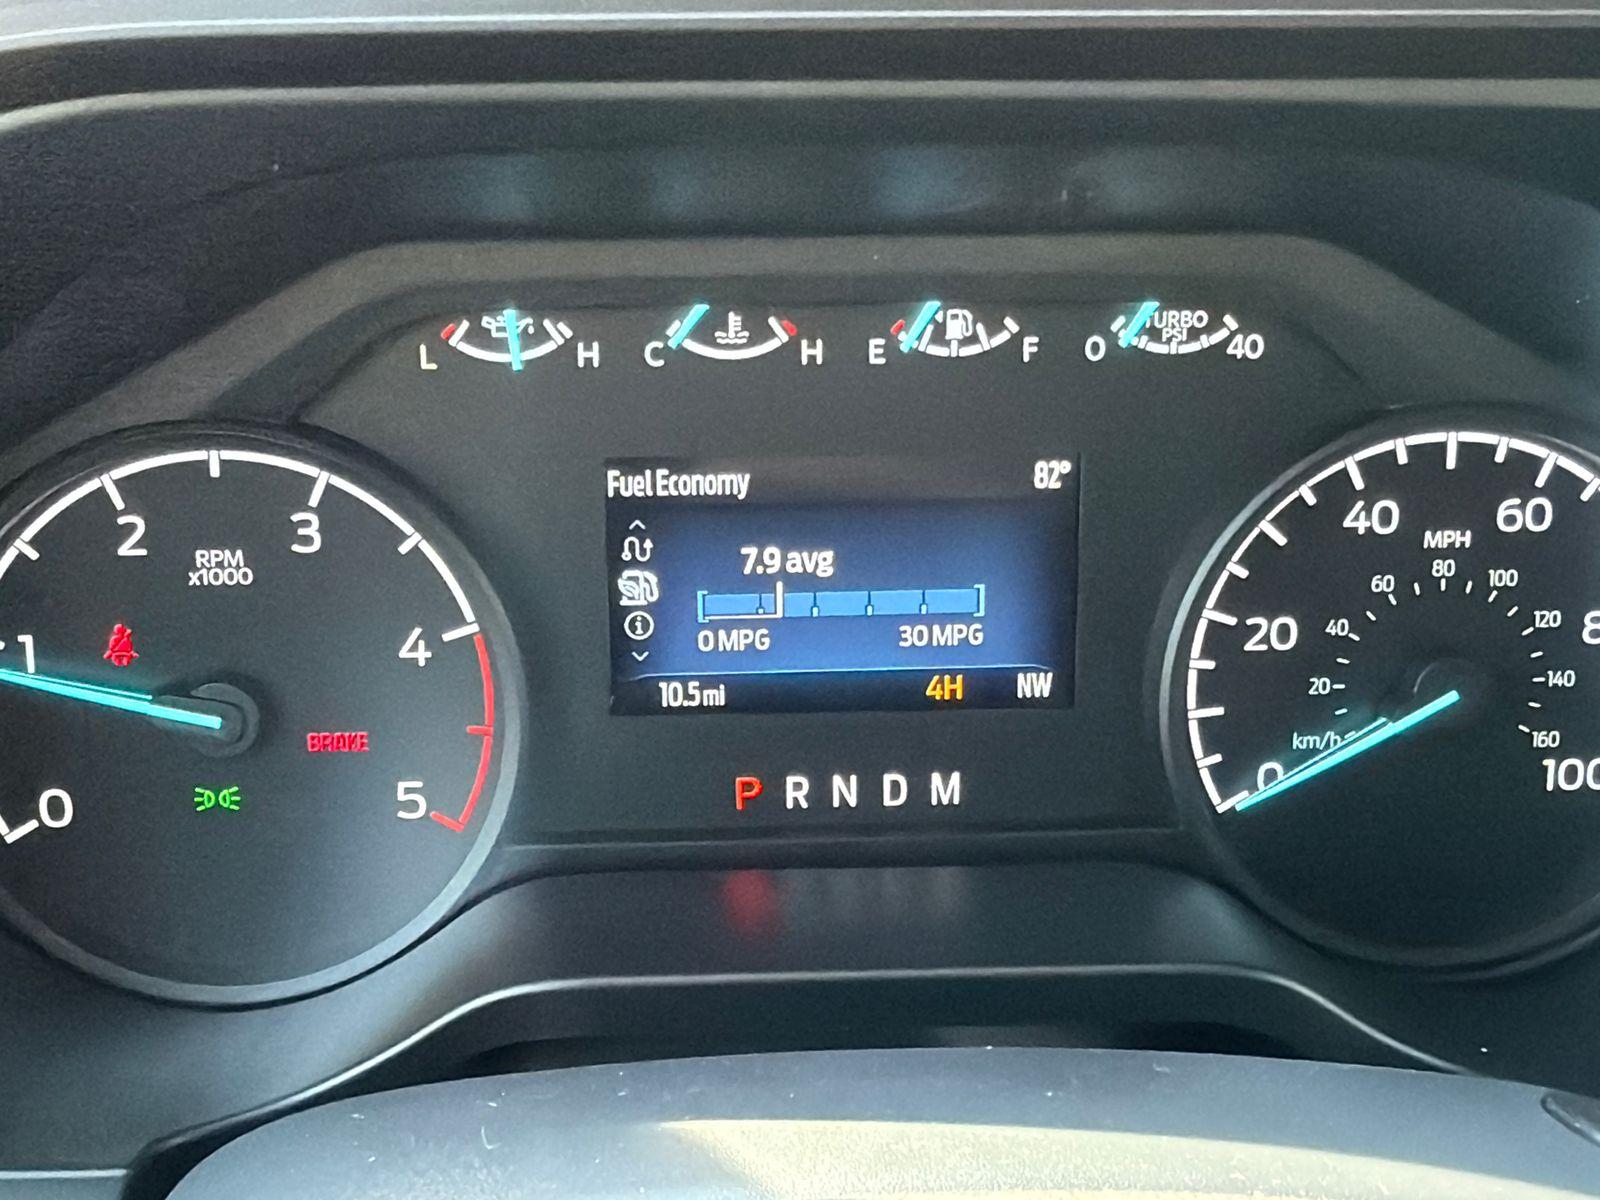 L H C H E F 0 TURBO PSI 40
Fuel Economy 82°
7.9 avg
0 MPG 30 MPG
10.5 mi 4H NW
P R N D M
0 1 2 3 4 5
RPM
x1000
BRAKE
0 20 40 60 8 100
MPH
km/h 20 40 60 80 100 120 140 160